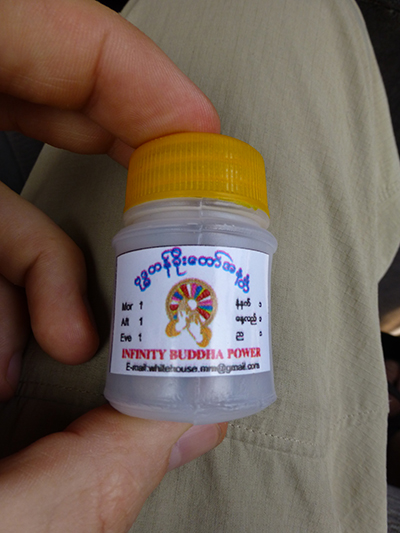 ဗုဒ္ဓတန်ခိုးတော်အနန္တ
Mor 1
Aft 1
Eve 1
နံနက် ၁
နေ့လည် ၁
ည ၁
INFINITY BUDDHA POWER
E-mail:whitehouse.mm@gmail.com